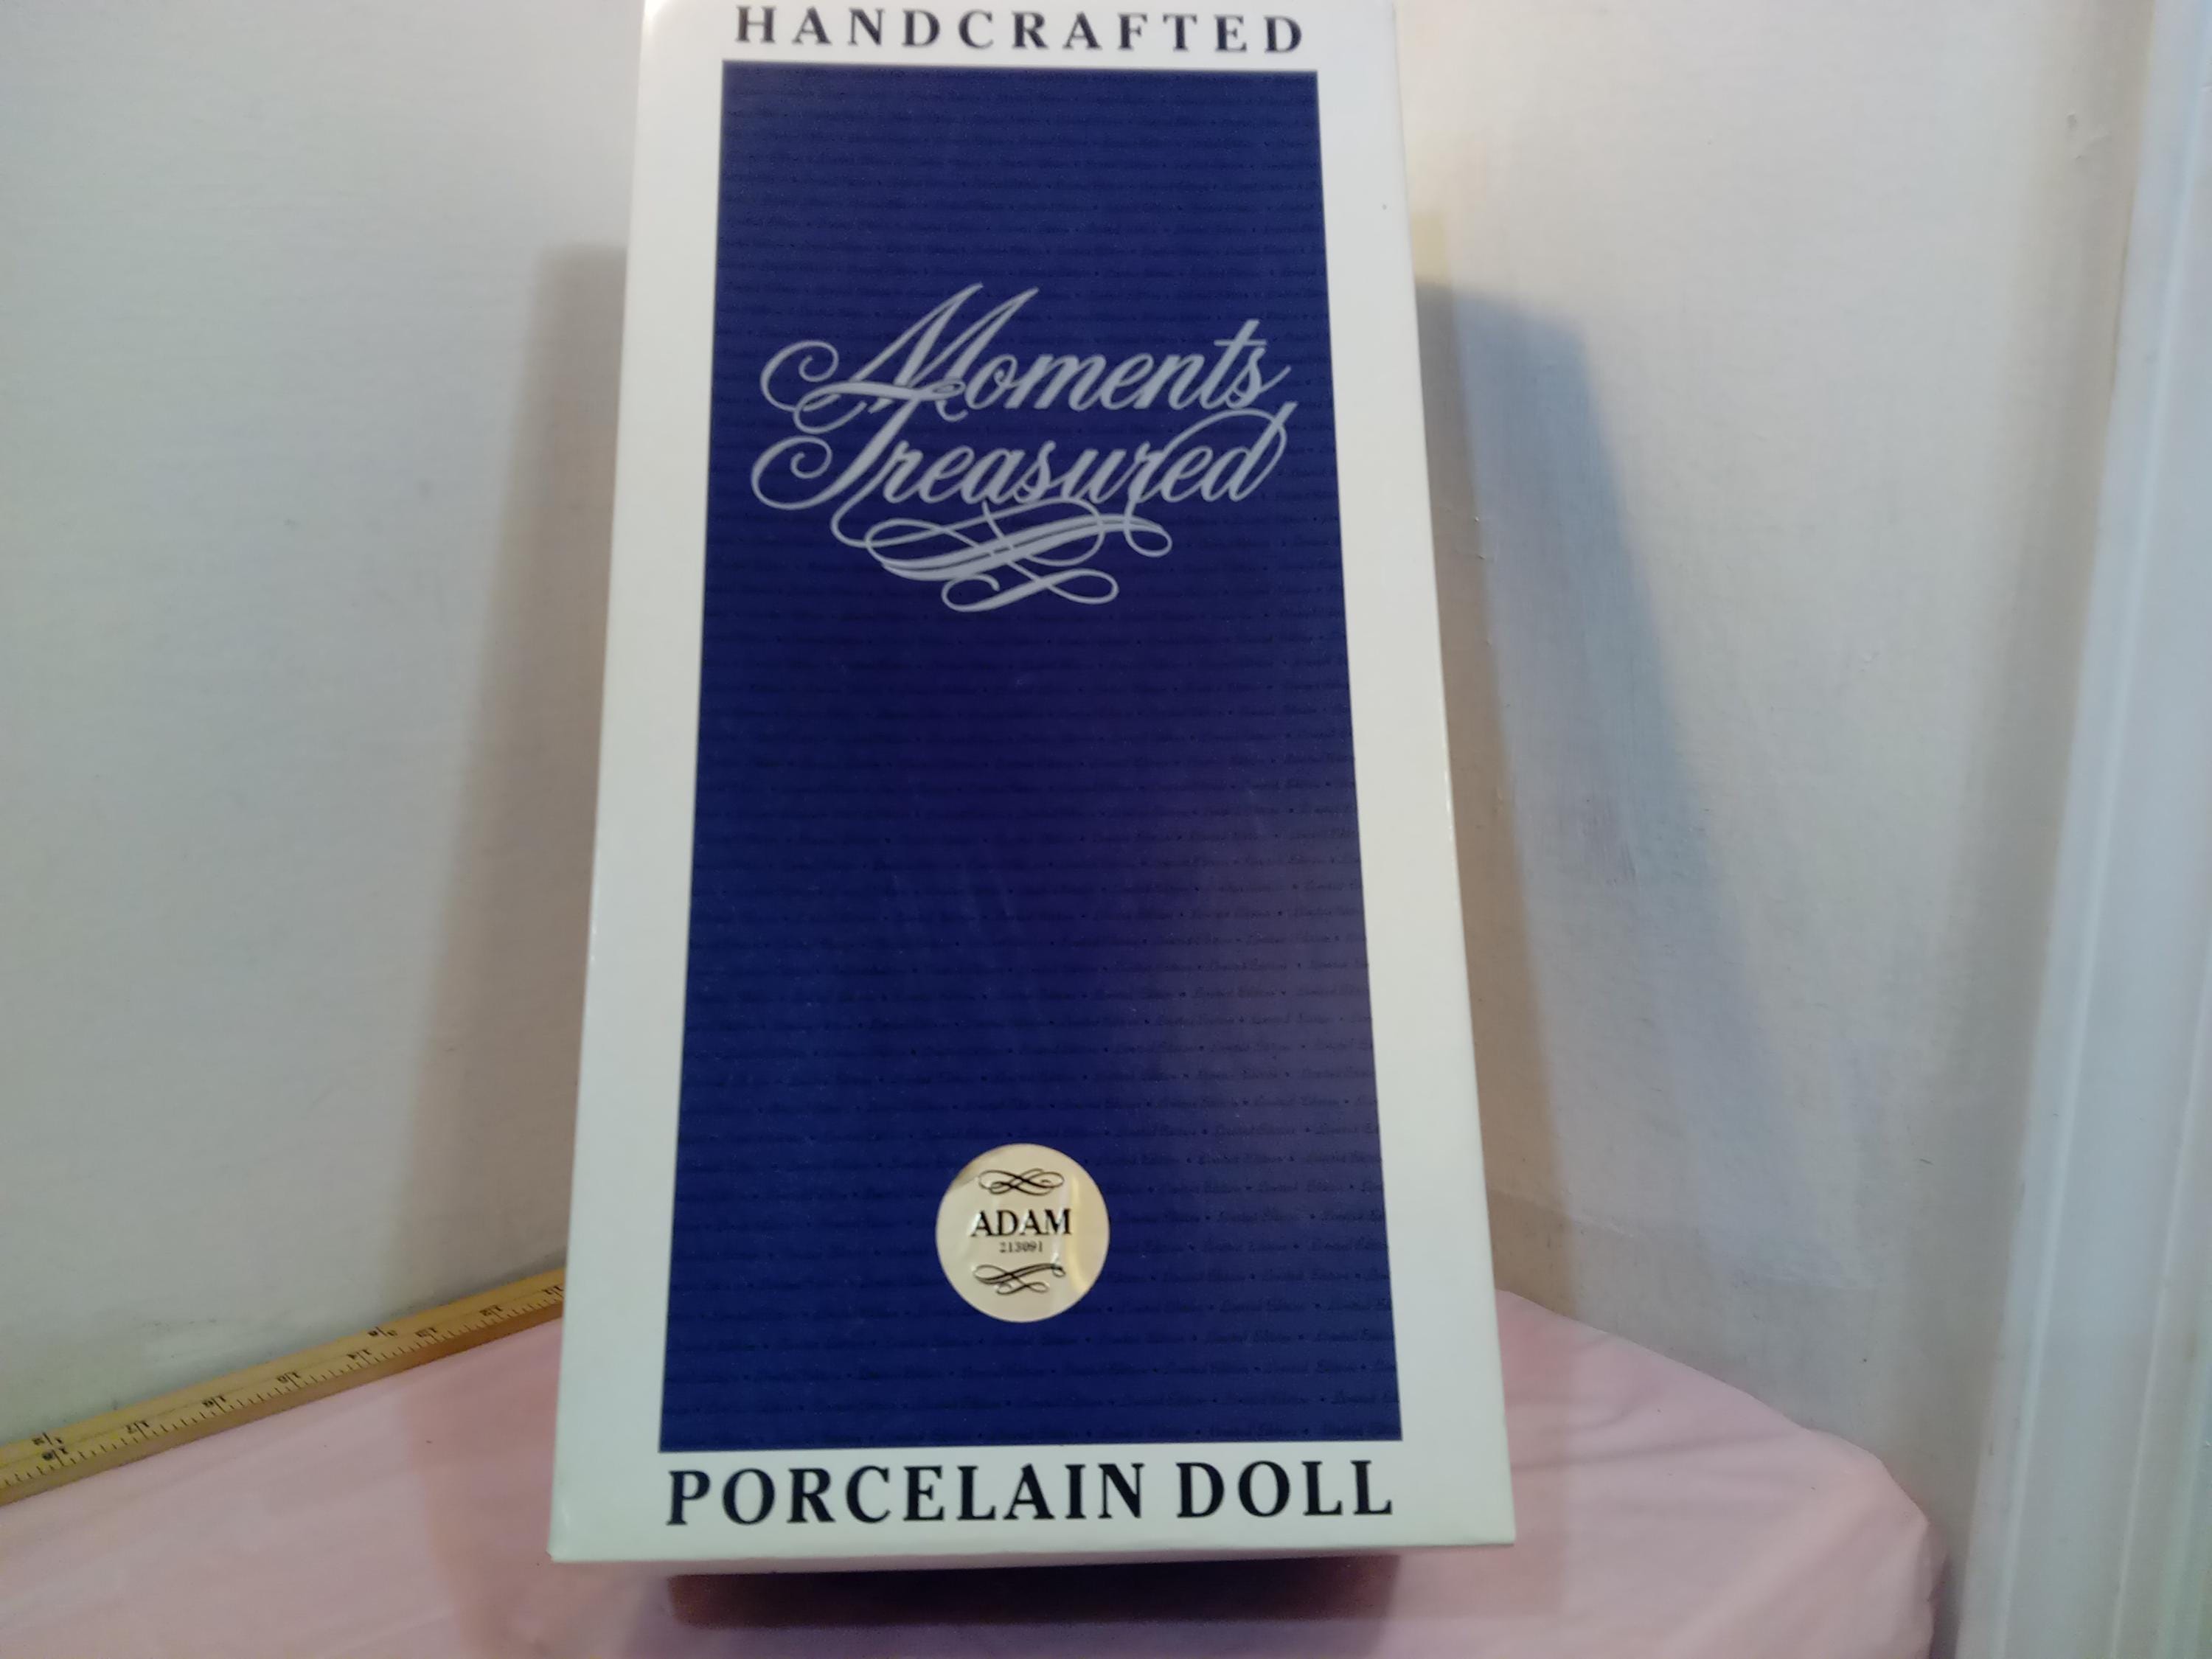 HANDCRAFTED
Moments
Treasured
ADAM
213091
PORCELAIN DOLL